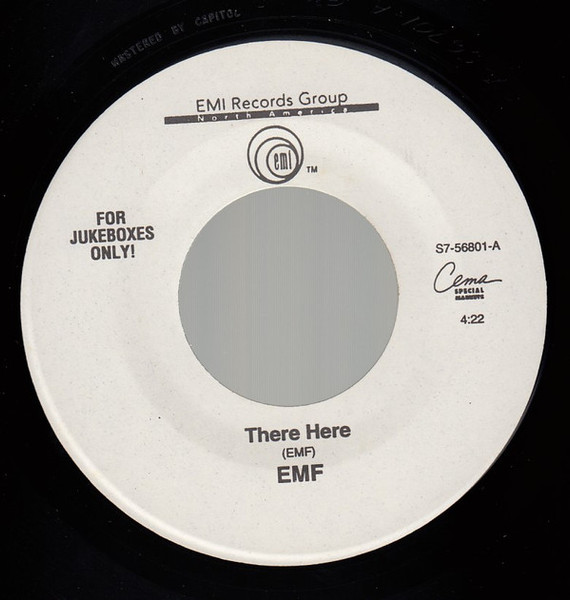 MASTERED BY CAPITOL
EMI Records Group
North America
emi TM
FOR
JUKEBOXES
ONLY!
S7-56801-A
Cema
SPECIAL
MARKETS
4:22
There Here
(EMF)
EMF